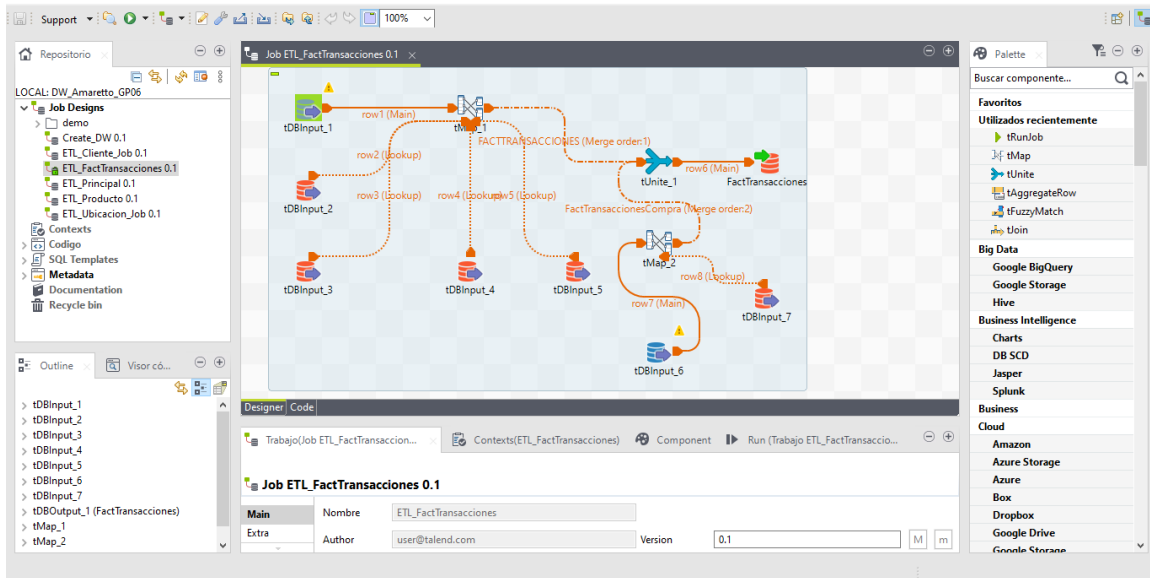 Support
100%
Repositorio
LOCAL: DW_Amaretto_GP06
Job Designs
demo
Create_DW 0.1
ETL_Cliente_Job 0.1
ETL_FactTransacciones 0.1
ETL_Principal 0.1
ETL_Producto 0.1
ETL_Ubicacion_Job 0.1
Contexts
Codigo
SQL Templates
Metadata
Documentation
Recycle bin
Outline
Visor có...
tDBInput_1
tDBInput_2
tDBInput_3
tDBInput_4
tDBInput_5
tDBInput_6
tDBInput_7
tDBOutput_1 (FactTransacciones)
tMap_1
tMap_2
Job ETL_FactTransacciones 0.1
tDBInput_1
row1 (Main)
tMap_1
FACTTRANSACCIONES (Merge order:1)
row2 (Lookup)
tUnite_1
row6 (Main)
FactTransacciones
tDBInput_2
row3 (Lookup)
row4 (Lookup)
row5 (Lookup)
FactTransaccionesCompra (Merge order:2)
tMap_2
row8 (Lookup)
tDBInput_3
tDBInput_4
tDBInput_5
row7 (Main)
tDBInput_7
tDBInput_6
Designer
Code
Trabajo(Job ETL_FactTransaccion...
Contexts(ETL_FactTransacciones)
Component
Run (Trabajo ETL_FactTransaccio...
Job ETL_FactTransacciones 0.1
Main
Nombre
ETL_FactTransacciones
Extra
Author
user@talend.com
Version
0.1
M
m
Palette
Buscar componente...
Favoritos
Utilizados recientemente
tRunJob
tMap
tUnite
tAggregateRow
tFuzzyMatch
tJoin
Big Data
Google BigQuery
Google Storage
Hive
Business Intelligence
Charts
DB SCD
Jasper
Splunk
Business
Cloud
Amazon
Azure Storage
Azure
Box
Dropbox
Google Drive
Google Storage